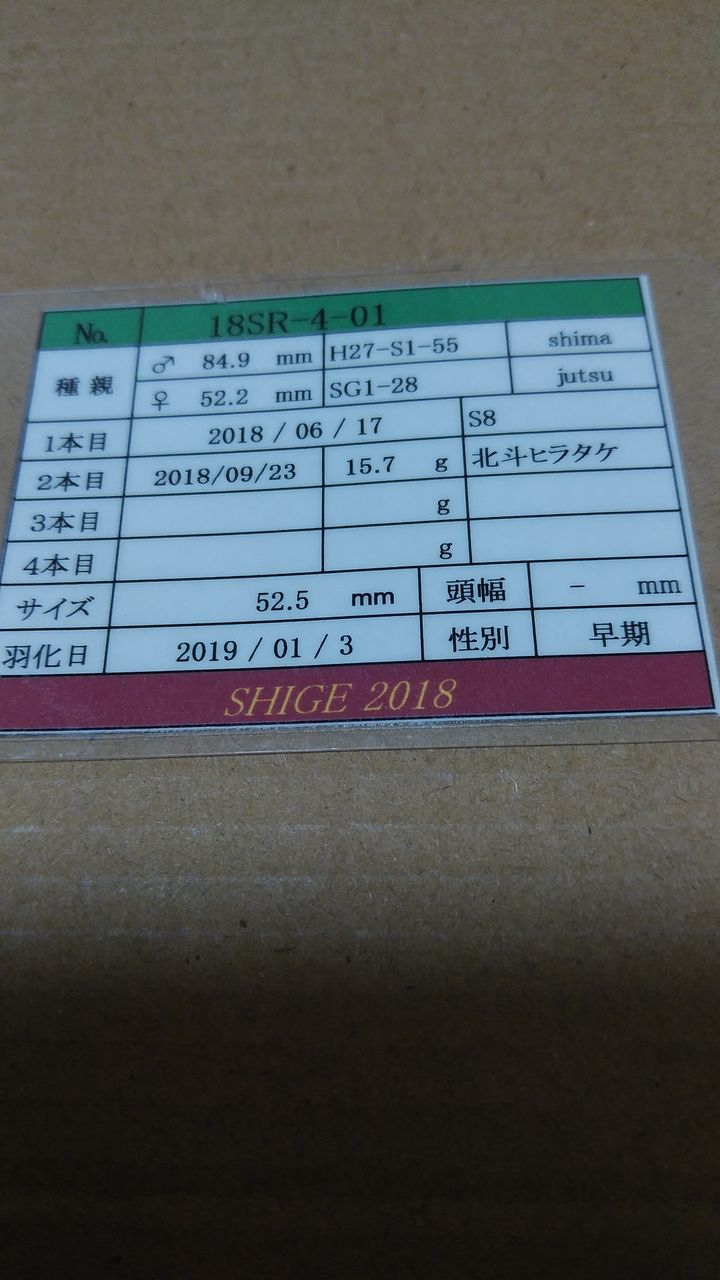 No. 18SR-4-01
種親 ♂ 84.9 mm H27-S1-55 shima
♀ 52.2 mm SG1-28 jutsu
1本目 2018 / 06 / 17 S8
2本目 2018/09/23 15.7 g 北斗ヒラタケ
3本目 g
4本目 g
サイズ 52.5 mm 頭幅 - mm
羽化日 2019 / 01 / 3 性別 早期
SHIGE 2018